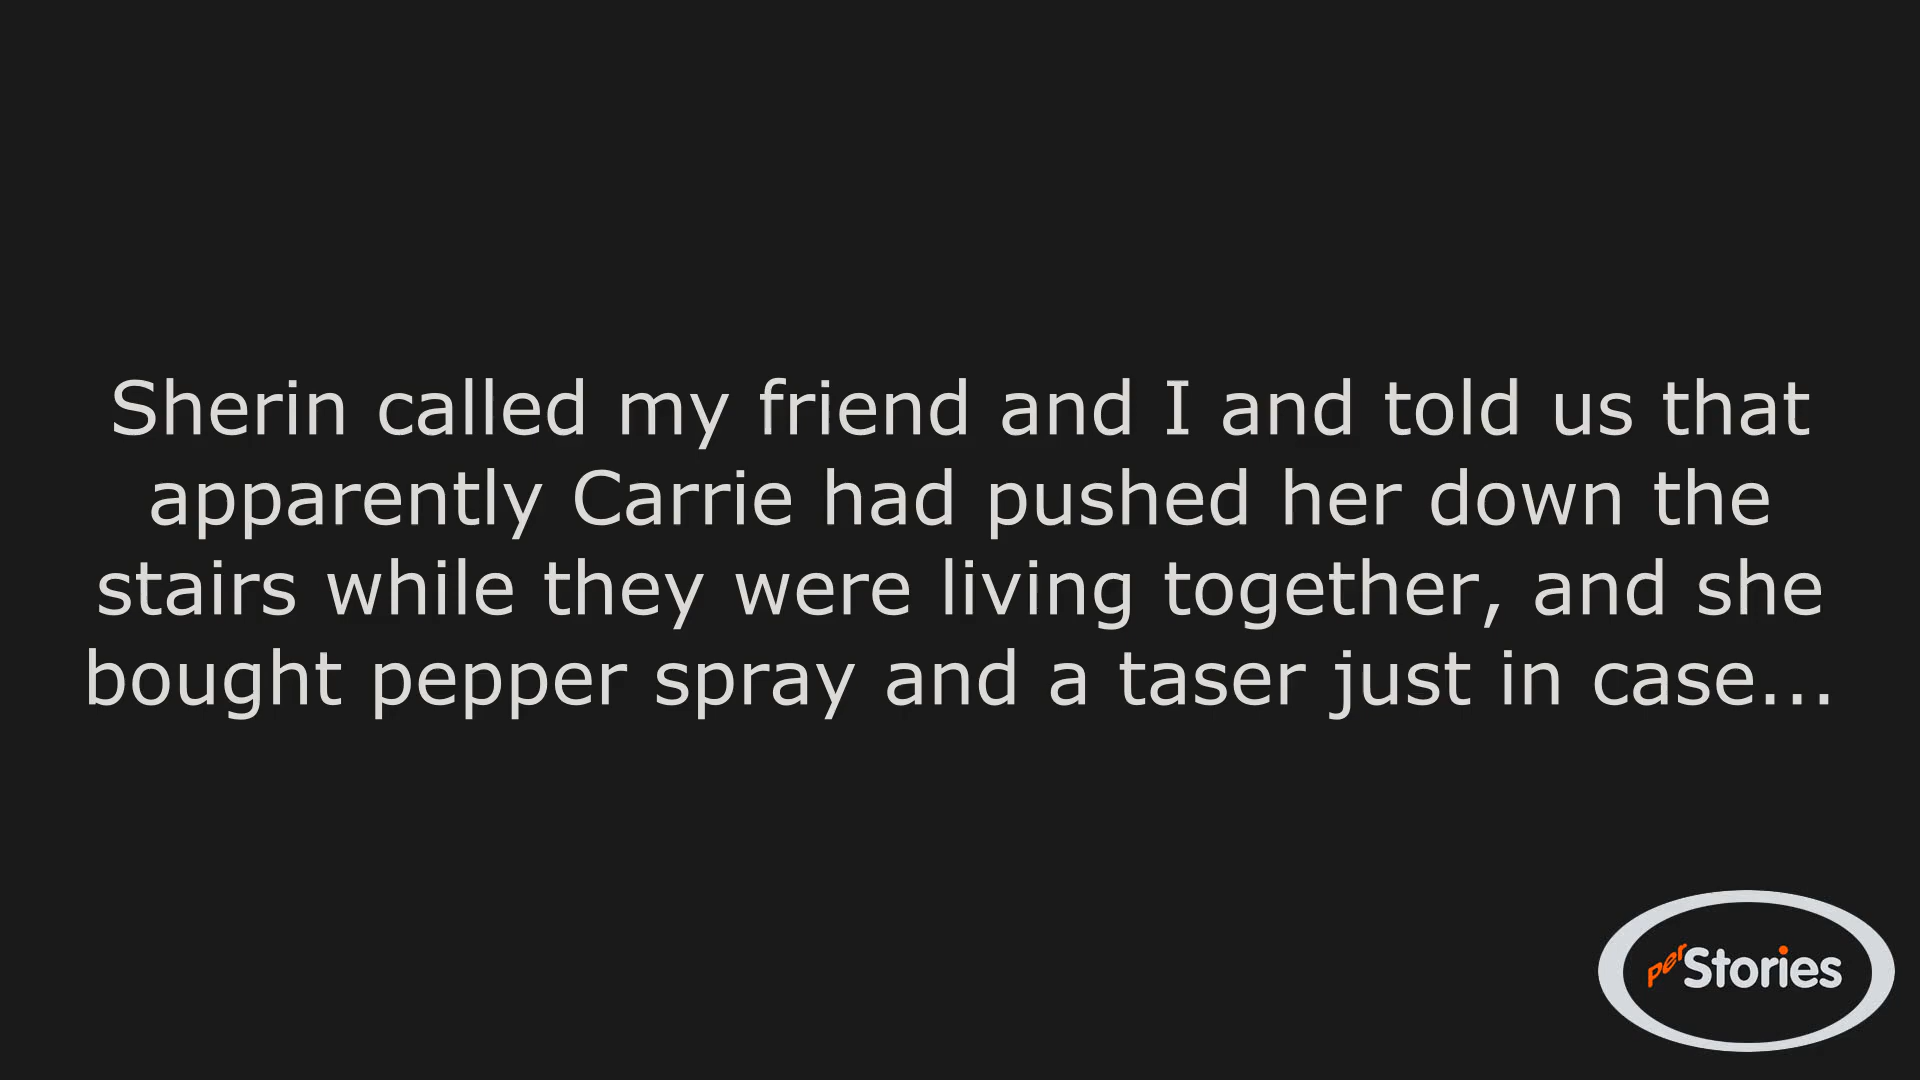 Sherin called my friend and I and told us that
apparently Carrie had pushed her down the
stairs while they were living together, and she
bought pepper spray and a taser just in case...
perStories